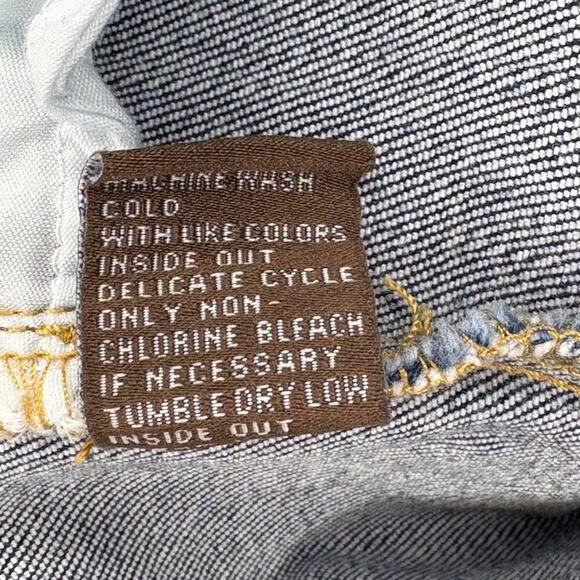 MACHINE WASH
COLD
WITH LIKE COLORS
INSIDE OUT
DELICATE CYCLE
ONLY NON-
CHLORINE BLEACH
IF NECESSARY
TUMBLE DRY LOW
INSIDE OUT